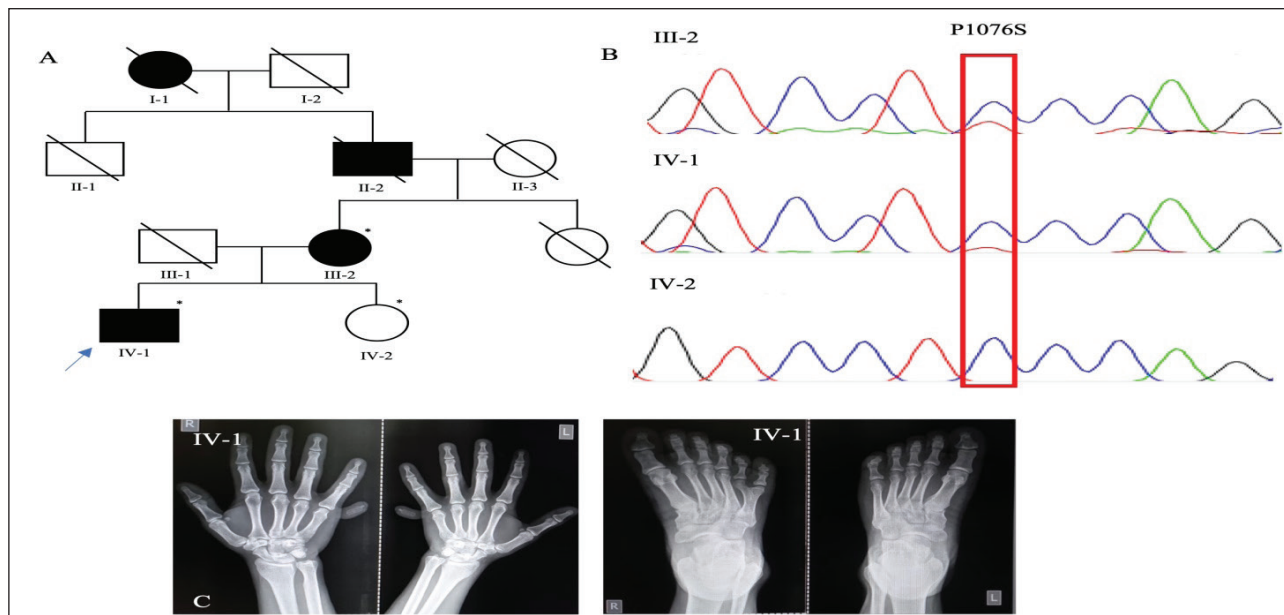 A
I-1
I-2
II-1
II-2
II-3
III-1
*
III-2
*
IV-1
*
IV-2
B
P1076S
III-2
IV-1
IV-2
R
IV-1
L
C
IV-1
R
L